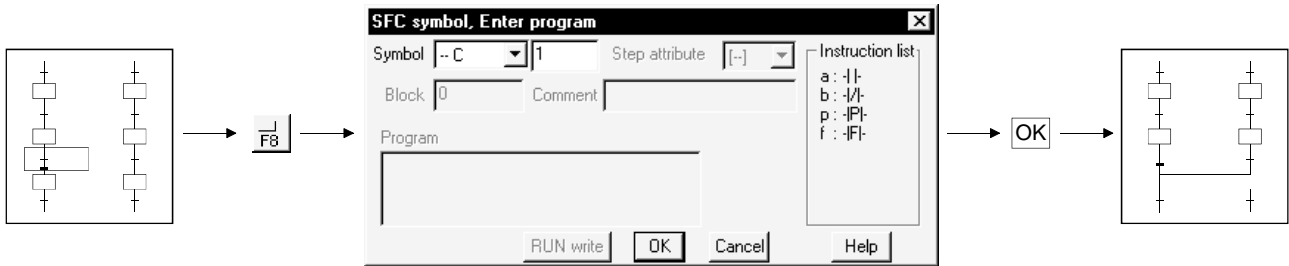 SFC symbol, Enter program
Symbol -- C 1 Step attribute [--]
Block 0 Comment
Program
Instruction list
a : -| |-
b : -|/|-
p : -|P|-
f : -|F|-
RUN write OK Cancel Help
F8
OK